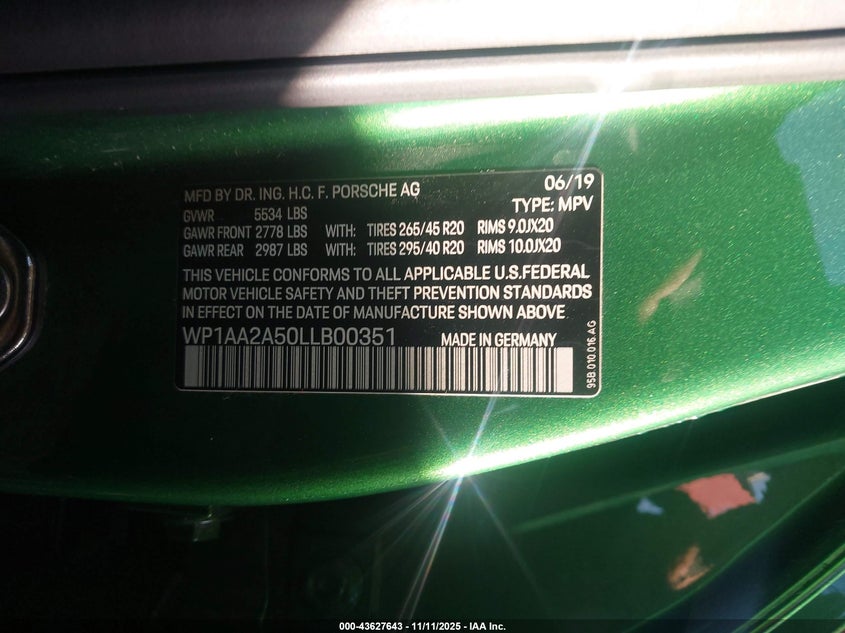 MFD BY DR. ING. H.C. F. PORSCHE AG 06/19
GVWR 5534 LBS TYPE: MPV
GAWR FRONT 2778 LBS WITH: TIRES 265/45 R20 RIMS 9.0JX20
GAWR REAR 2987 LBS WITH: TIRES 295/40 R20 RIMS 10.0JX20
THIS VEHICLE CONFORMS TO ALL APPLICABLE U.S.FEDERAL
MOTOR VEHICLE SAFETY AND THEFT PREVENTION STANDARDS
IN EFFECT ON THE DATE OF MANUFACTURE SHOWN ABOVE.
WP1AA2A50LLB00351 MADE IN GERMANY
95B.010.016.AG
000-43627643 - 11/11/2025 - IAA Inc.